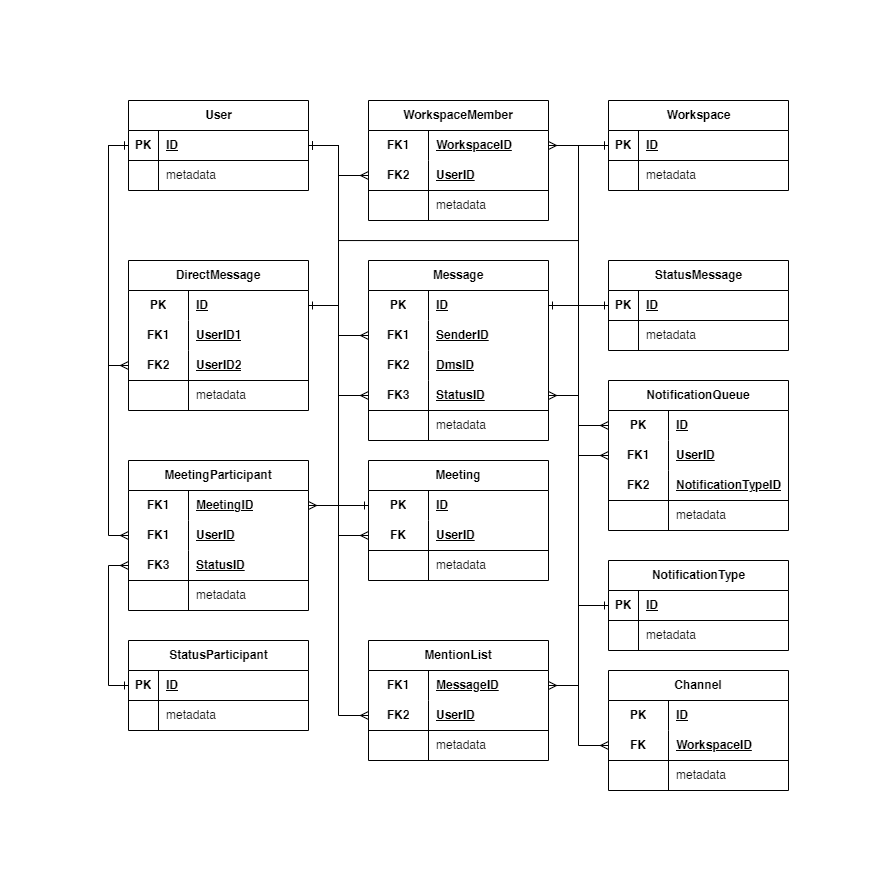 User
PK ID
metadata
WorkspaceMember
FK1 WorkspaceID
FK2 UserID
metadata
Workspace
PK ID
metadata
DirectMessage
PK ID
FK1 UserID1
FK2 UserID2
metadata
Message
PK ID
FK1 SenderID
FK2 DmsID
FK3 StatusID
metadata
StatusMessage
PK ID
metadata
NotificationQueue
PK ID
FK1 UserID
FK2 NotificationTypeID
metadata
MeetingParticipant
FK1 MeetingID
FK1 UserID
FK3 StatusID
metadata
Meeting
PK ID
FK UserID
metadata
NotificationType
PK ID
metadata
StatusParticipant
PK ID
metadata
MentionList
FK1 MessageID
FK2 UserID
metadata
Channel
PK ID
FK WorkspaceID
metadata